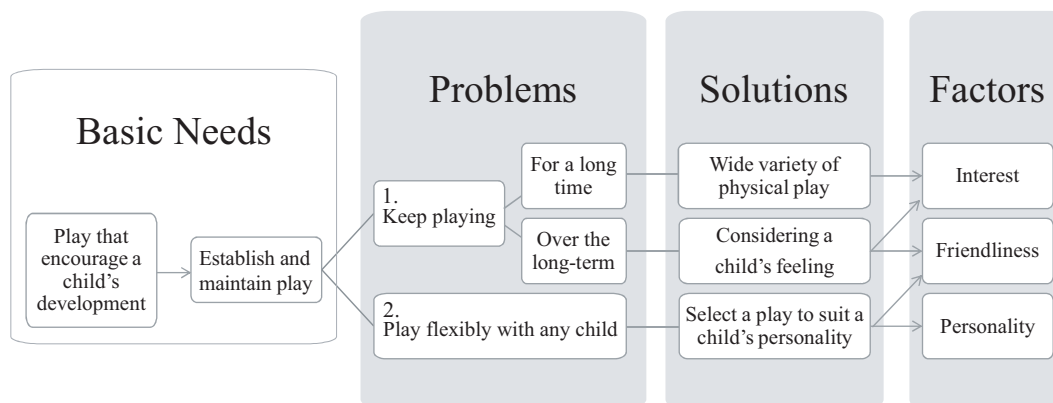 Basic Needs
Problems
Solutions
Factors
Play that
encourage a
child's
development
Establish and
maintain play
1.
Keep playing
For a long
time
Over the
long-term
2.
Play flexibly with any child
Wide variety of
physical play
Considering a
child's feeling
Select a play to suit a
child's personality
Interest
Friendliness
Personality